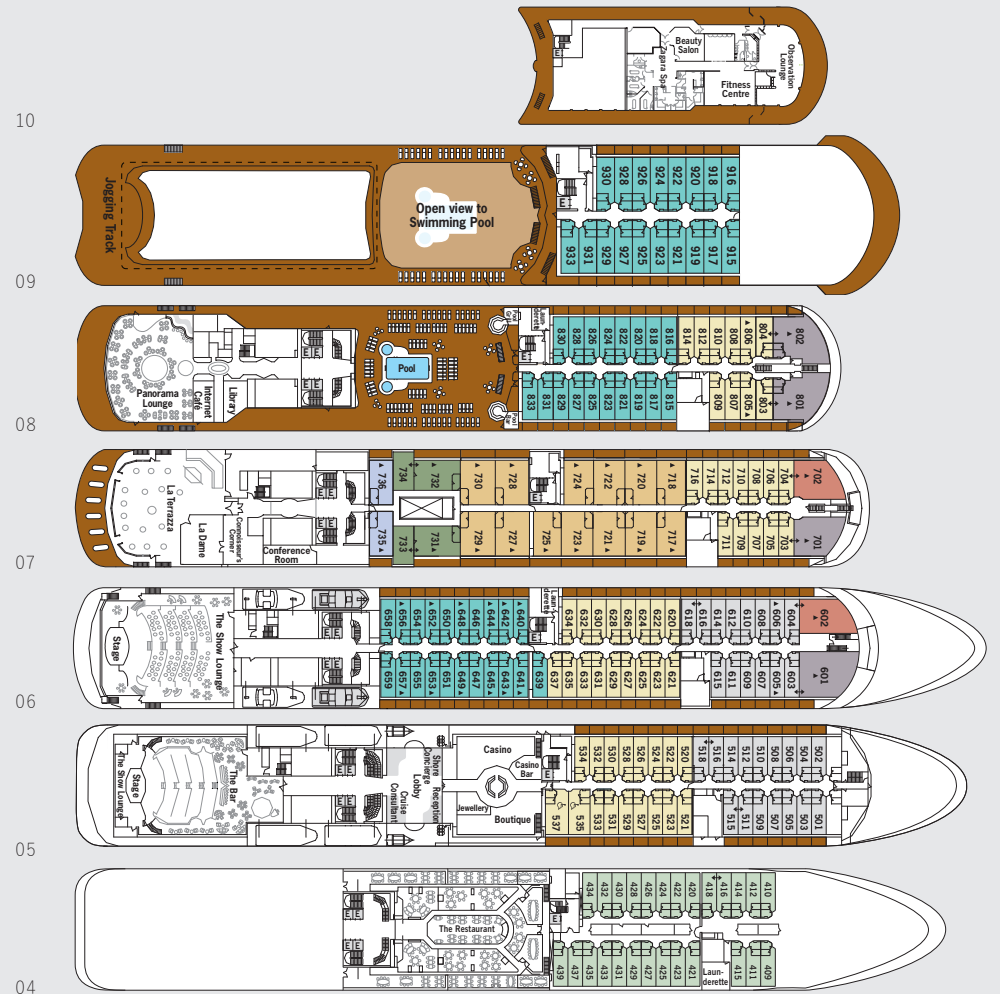 10
E
Beauty
Salon
Zagara Spa
Fitness
Centre
Observation
Lounge
09
Jogging Track
Open view to
Swimming Pool
E
930 928 926 924 922 920 918 916
933 931 929 927 925 923 921 919 917 915
08
Panorama
Lounge
Internet
Café
Library
E E
E E
Pool
Pool
Grill
Pool
Bar
Laun-
derette
E
830 828 826 824 822 820 818 816 814 812 810 808 806 804 802
833 831 829 827 825 823 821 819 817 815 809 807 805 803 801
07
La Terrazza
La Dame
Connoisseur's
Corner
Conference
Room
E E
E E
E
736 734 732 730 728 724 722 720 718 716 714 712 710 708 706 704 702
735 733 731 729 727 725 723 721 719 717 711 709 707 705 703 701
06
Stage
The Show Lounge
E E
E E
Laun-
derette
E
658 656 654 652 650 648 646 644 642 640 634 632 630 628 626 624 622 620 618 616 614 612 610 608 606 604 602
659 657 655 653 651 649 647 645 643 641 639 637 635 633 631 629 627 625 623 621 615 611 609 607 605 603 601
05
The Show Lounge
Stage
The Bar
E E
E E
Shore
Concierge
Lobby
Reception
Cruise
Consultant
Casino
Casino
Bar
Jewellery
Boutique
E
534 532 530 528 526 524 522 520 518 516 514 512 510 508 506 504 502
537 535 533 531 529 527 525 523 521 515 511 509 507 505 503 501
04
E E
E E
The Restaurant
E
434 432 430 428 426 424 422 420 418 416 414 412 410
439 437 435 433 431 429 427 425 423 421 415 411 409
Laun-
derette